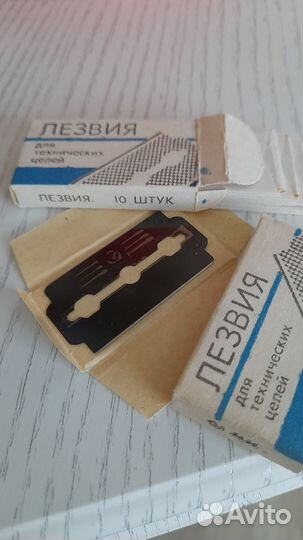 ЛЕЗВИЯ
для
технических
целей
ЛЕЗВИЯ. 10 ШТУК
ЛЕЗВИЯ
для
технических
целей
Avito